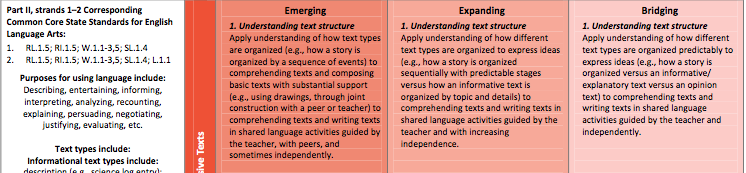 Part II, strands 1–2 Corresponding
Common Core State Standards for English
Language Arts:
1. RL.1.5; RI.1.5; W.1.1-3,5; SL.1.4
2. RL.1.5; RI.1.5; W.1.1-3,5; SL.1.4; L.1.1
Purposes for using language include:
Describing, entertaining, informing,
interpreting, analyzing, recounting,
explaining, persuading, negotiating,
justifying, evaluating, etc.
Text types include:
Informational text types include:
description (e.g., science log entry);
sive Texts
Emerging
1. Understanding text structure
Apply understanding of how text types
are organized (e.g., how a story is
organized by a sequence of events) to
comprehending texts and composing
basic texts with substantial support
(e.g., using drawings, through joint
construction with a peer or teacher) to
comprehending texts and writing texts
in shared language activities guided by
the teacher, with peers, and
sometimes independently.
Expanding
1. Understanding text structure
Apply understanding of how different
text types are organized to express ideas
(e.g., how a story is organized
sequentially with predictable stages
versus how an informative text is
organized by topic and details) to
comprehending texts and writing texts in
shared language activities guided by the
teacher and with increasing
independence.
Bridging
1. Understanding text structure
Apply understanding of how different
text types are organized predictably to
express ideas (e.g., how a story is
organized versus an informative/
explanatory text versus an opinion
text) to comprehending texts and
writing texts in shared language
activities guided by the teacher and
independently.